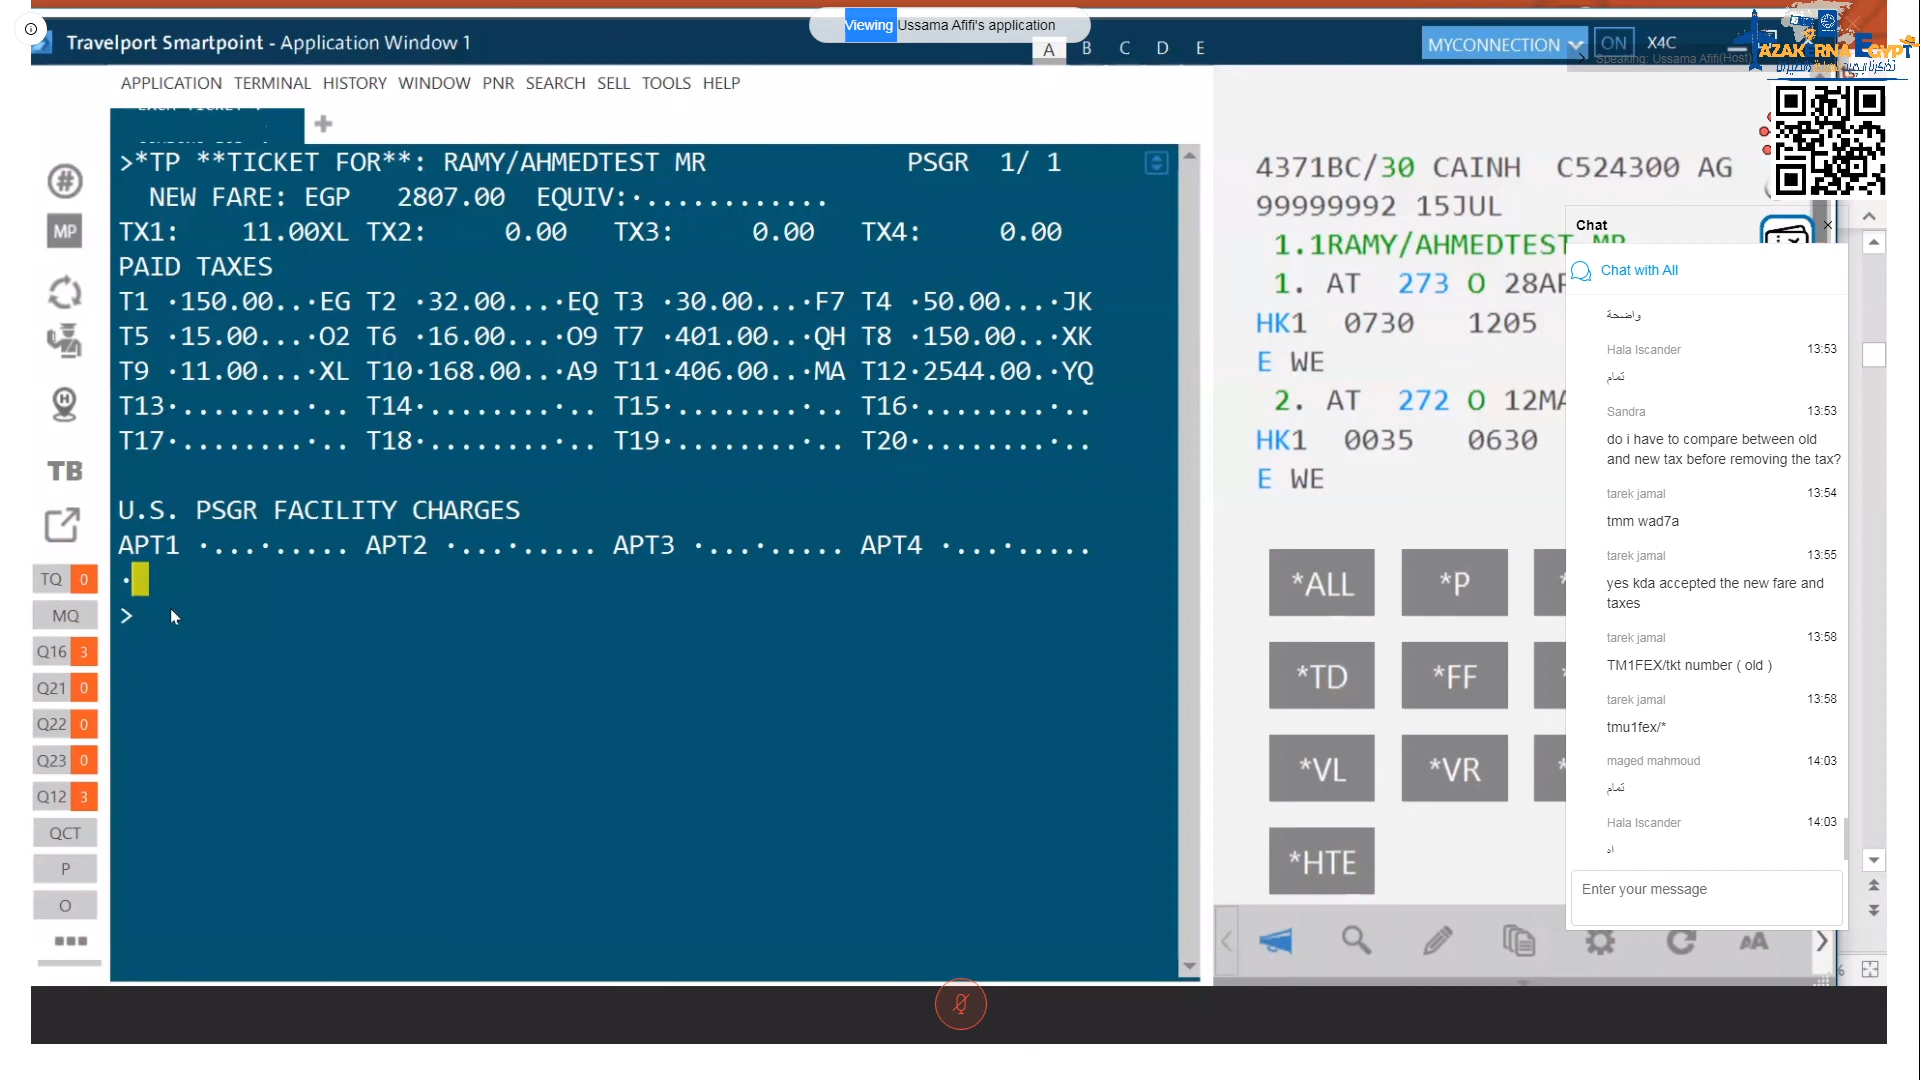 Viewing Ussama Afifi's application
Travelport Smartpoint - Application Window 1
A B C D E
MYCONNECTION ON X4C
Speaking: Ussama Afifi(Host)
TAZAKERNA EGYPT
APPLICATION TERMINAL HISTORY WINDOW PNR SEARCH SELL TOOLS HELP
>*TP **TICKET FOR**: RAMY/AHMEDTEST MR PSGR 1/ 1
NEW FARE: EGP 2807.00 EQUIV:·............
TX1: 11.00XL TX2: 0.00 TX3: 0.00 TX4: 0.00
PAID TAXES
T1 ·150.00...·EG T2 ·32.00....·EQ T3 ·30.00....·F7 T4 ·50.00....·JK
T5 ·15.00....·O2 T6 ·16.00....·O9 T7 ·401.00...·QH T8 ·150.00...·XK
T9 ·11.00....·XL T10·168.00...·A9 T11·406.00...·MA T12·2544.00..·YQ
T13·.........·.. T14·.........·.. T15·.........·.. T16·.........·..
T17·.........·.. T18·.........·.. T19·.........·.. T20·.........·..
U.S. PSGR FACILITY CHARGES
APT1 ·...·..... APT2 ·...·..... APT3 ·...·..... APT4 ·...·.....
·
>
#
MP
H
TB
TQ 0
MQ
Q16 3
Q21 0
Q22 0
Q23 0
Q12 3
QCT
P
O
4371BC/30 CAINH C524300 AG
99999992 15JUL
1.1RAMY/AHMEDTEST MR
1. AT 273 O 28AP
HK1 0730 1205
E WE
2. AT 272 O 12MA
HK1 0035 0630
E WE
*ALL *P *
*TD *FF *
*VL *VR *
*HTE
AA
Chat ×
Chat with All
واضحة
Hala Iscander 13:53
تمام
Sandra 13:53
do i have to compare between old
and new tax before removing the tax?
tarek jamal 13:54
tmm wad7a
tarek jamal 13:55
yes kda accepted the new fare and
taxes
tarek jamal 13:58
TM1FEX/tkt number ( old )
tarek jamal 13:58
tmu1fex/*
maged mahmoud 14:03
تمام
Hala Iscander 14:03
اه
Enter your message
%